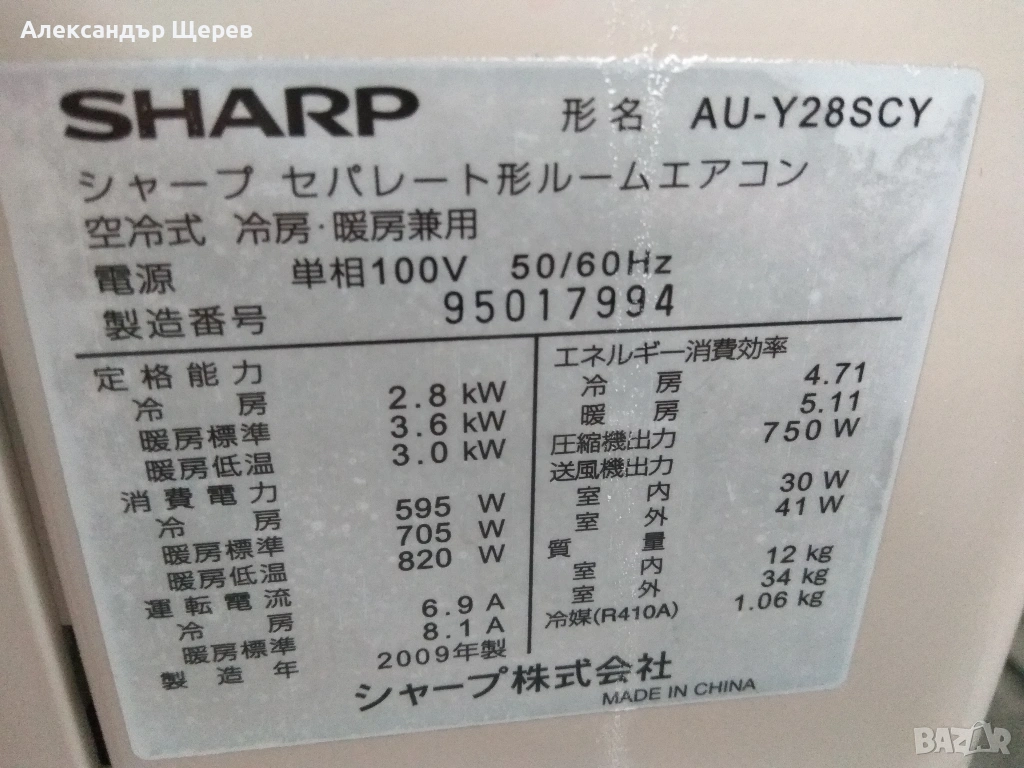 Александър Щерев
SHARP 形名 AU-Y28SCY
シャープ セパレート形ルームエアコン
空冷式 冷房·暖房兼用
電源 単相100V 50/60Hz
製造番号 95017994
定格能力
冷房 2.8 kW
暖房標準 3.6 kW
暖房低温 3.0 kW
消費電力
冷房 595 W
暖房標準 705 W
暖房低温 820 W
運転電流
冷房 6.9 A
暖房標準 8.1 A
製造年 2009年製
エネルギー消費効率
冷房 4.71
暖房 5.11
圧縮機出力 750 W
送風機出力
室内 30 W
室外 41 W
質量
室内 12 kg
室外 34 kg
冷媒(R410A) 1.06 kg
シャープ株式会社
MADE IN CHINA
BAZAR